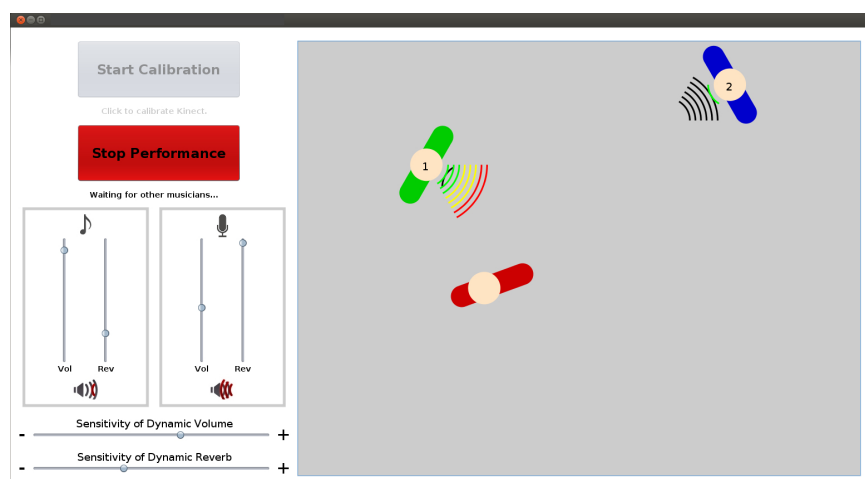 Start Calibration
Click to calibrate Kinect.
Stop Performance
Waiting for other musicians...
Vol Rev
Vol Rev
Sensitivity of Dynamic Volume
- +
Sensitivity of Dynamic Reverb
- +
1
2